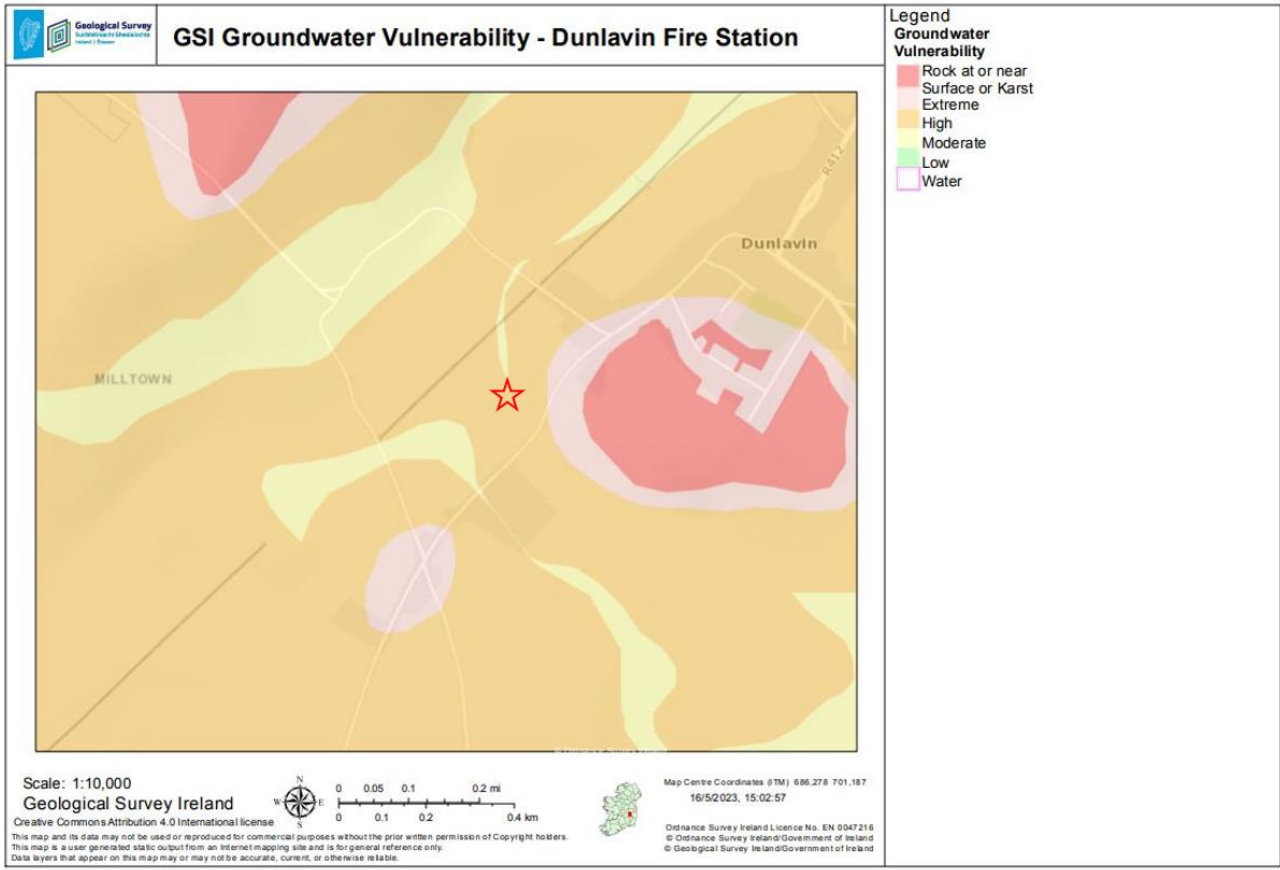 Geological Survey
Suirbhéireacht Gheolaíochta
Ireland | Éireann
GSI Groundwater Vulnerability - Dunlavin Fire Station
Legend
Groundwater
Vulnerability
Rock at or near
Surface or Karst
Extreme
High
Moderate
Low
Water
R412
Dunlavin
MILLTOWN
Scale: 1:10,000
Geological Survey Ireland
Creative Commons Attribution 4.0 International license
This map and its data may not be used or reproduced for commercial purposes without the prior written permission of Copyright holders.
This map is a user generated static output from an Internet mapping site and is for general reference only.
Data layers that appear on this map may or may not be accurate, current, or otherwise reliable.
N
W E
S
0 0.05 0.1 0.2 mi
0 0.1 0.2 0.4 km
Map Centre Coordinates (ITM) 686,278 701,187
16/5/2023, 15:02:57
Ordnance Survey Ireland Licence No. EN 0047216
© Ordnance Survey Ireland/Government of Ireland
© Geological Survey Ireland/Government of Ireland